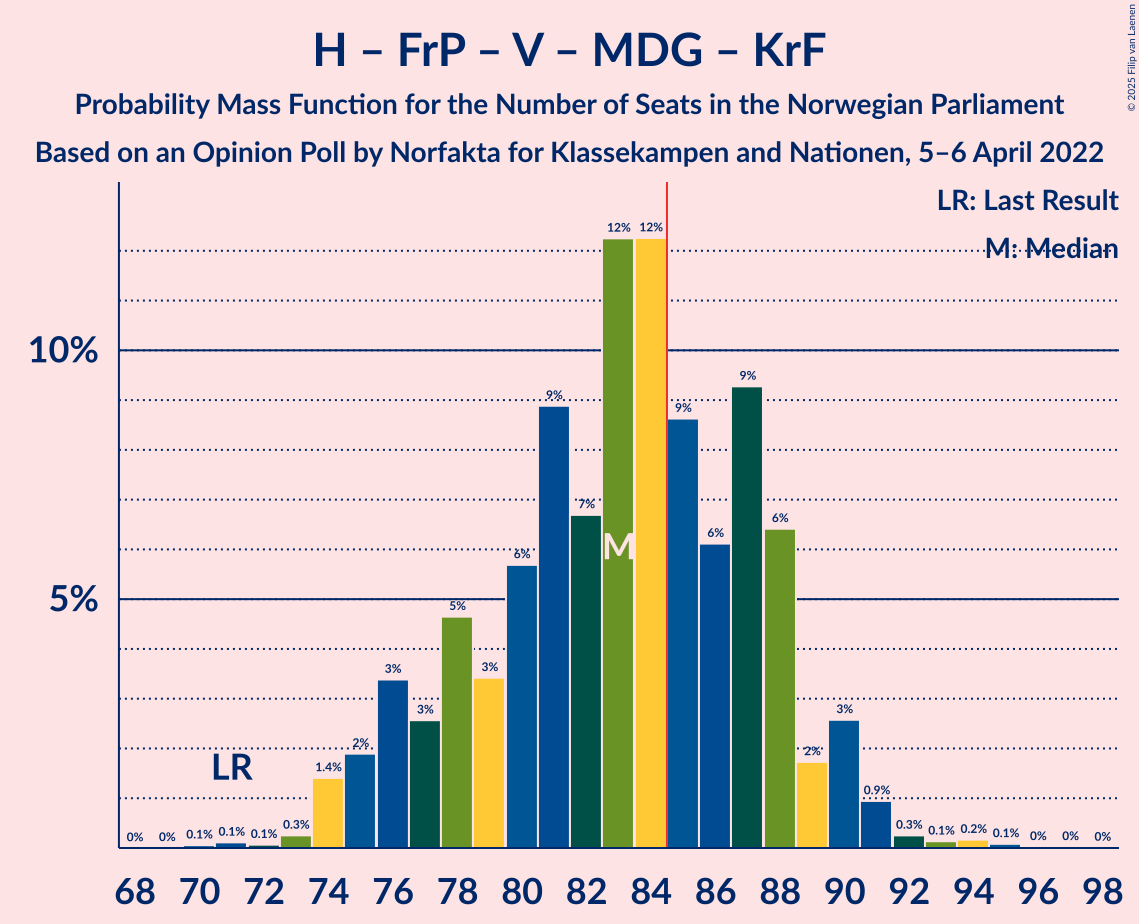 H – FrP – V – MDG – KrF
Probability Mass Function for the Number of Seats in the Norwegian Parliament
Based on an Opinion Poll by Norfakta for Klassekampen and Nationen, 5–6 April 2022
© 2025 Filip van Laenen
LR: Last Result
M: Median
10%
5%
0% 0% 0.1% 0.1% 0.1% 0.3% 1.4% 2% 3% 3% 5% 3% 6% 9% 7% 12% 12% 9% 6% 9% 6% 2% 3% 0.9% 0.3% 0.1% 0.2% 0.1% 0% 0% 0%
LR
M
68 70 72 74 76 78 80 82 84 86 88 90 92 94 96 98